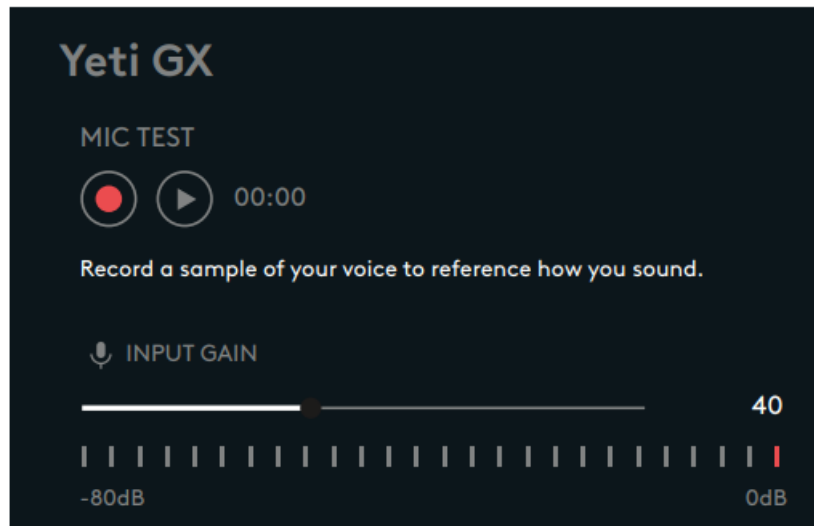 Yeti GX
MIC TEST
00:00
Record a sample of your voice to reference how you sound.
INPUT GAIN
40
-80dB 0dB